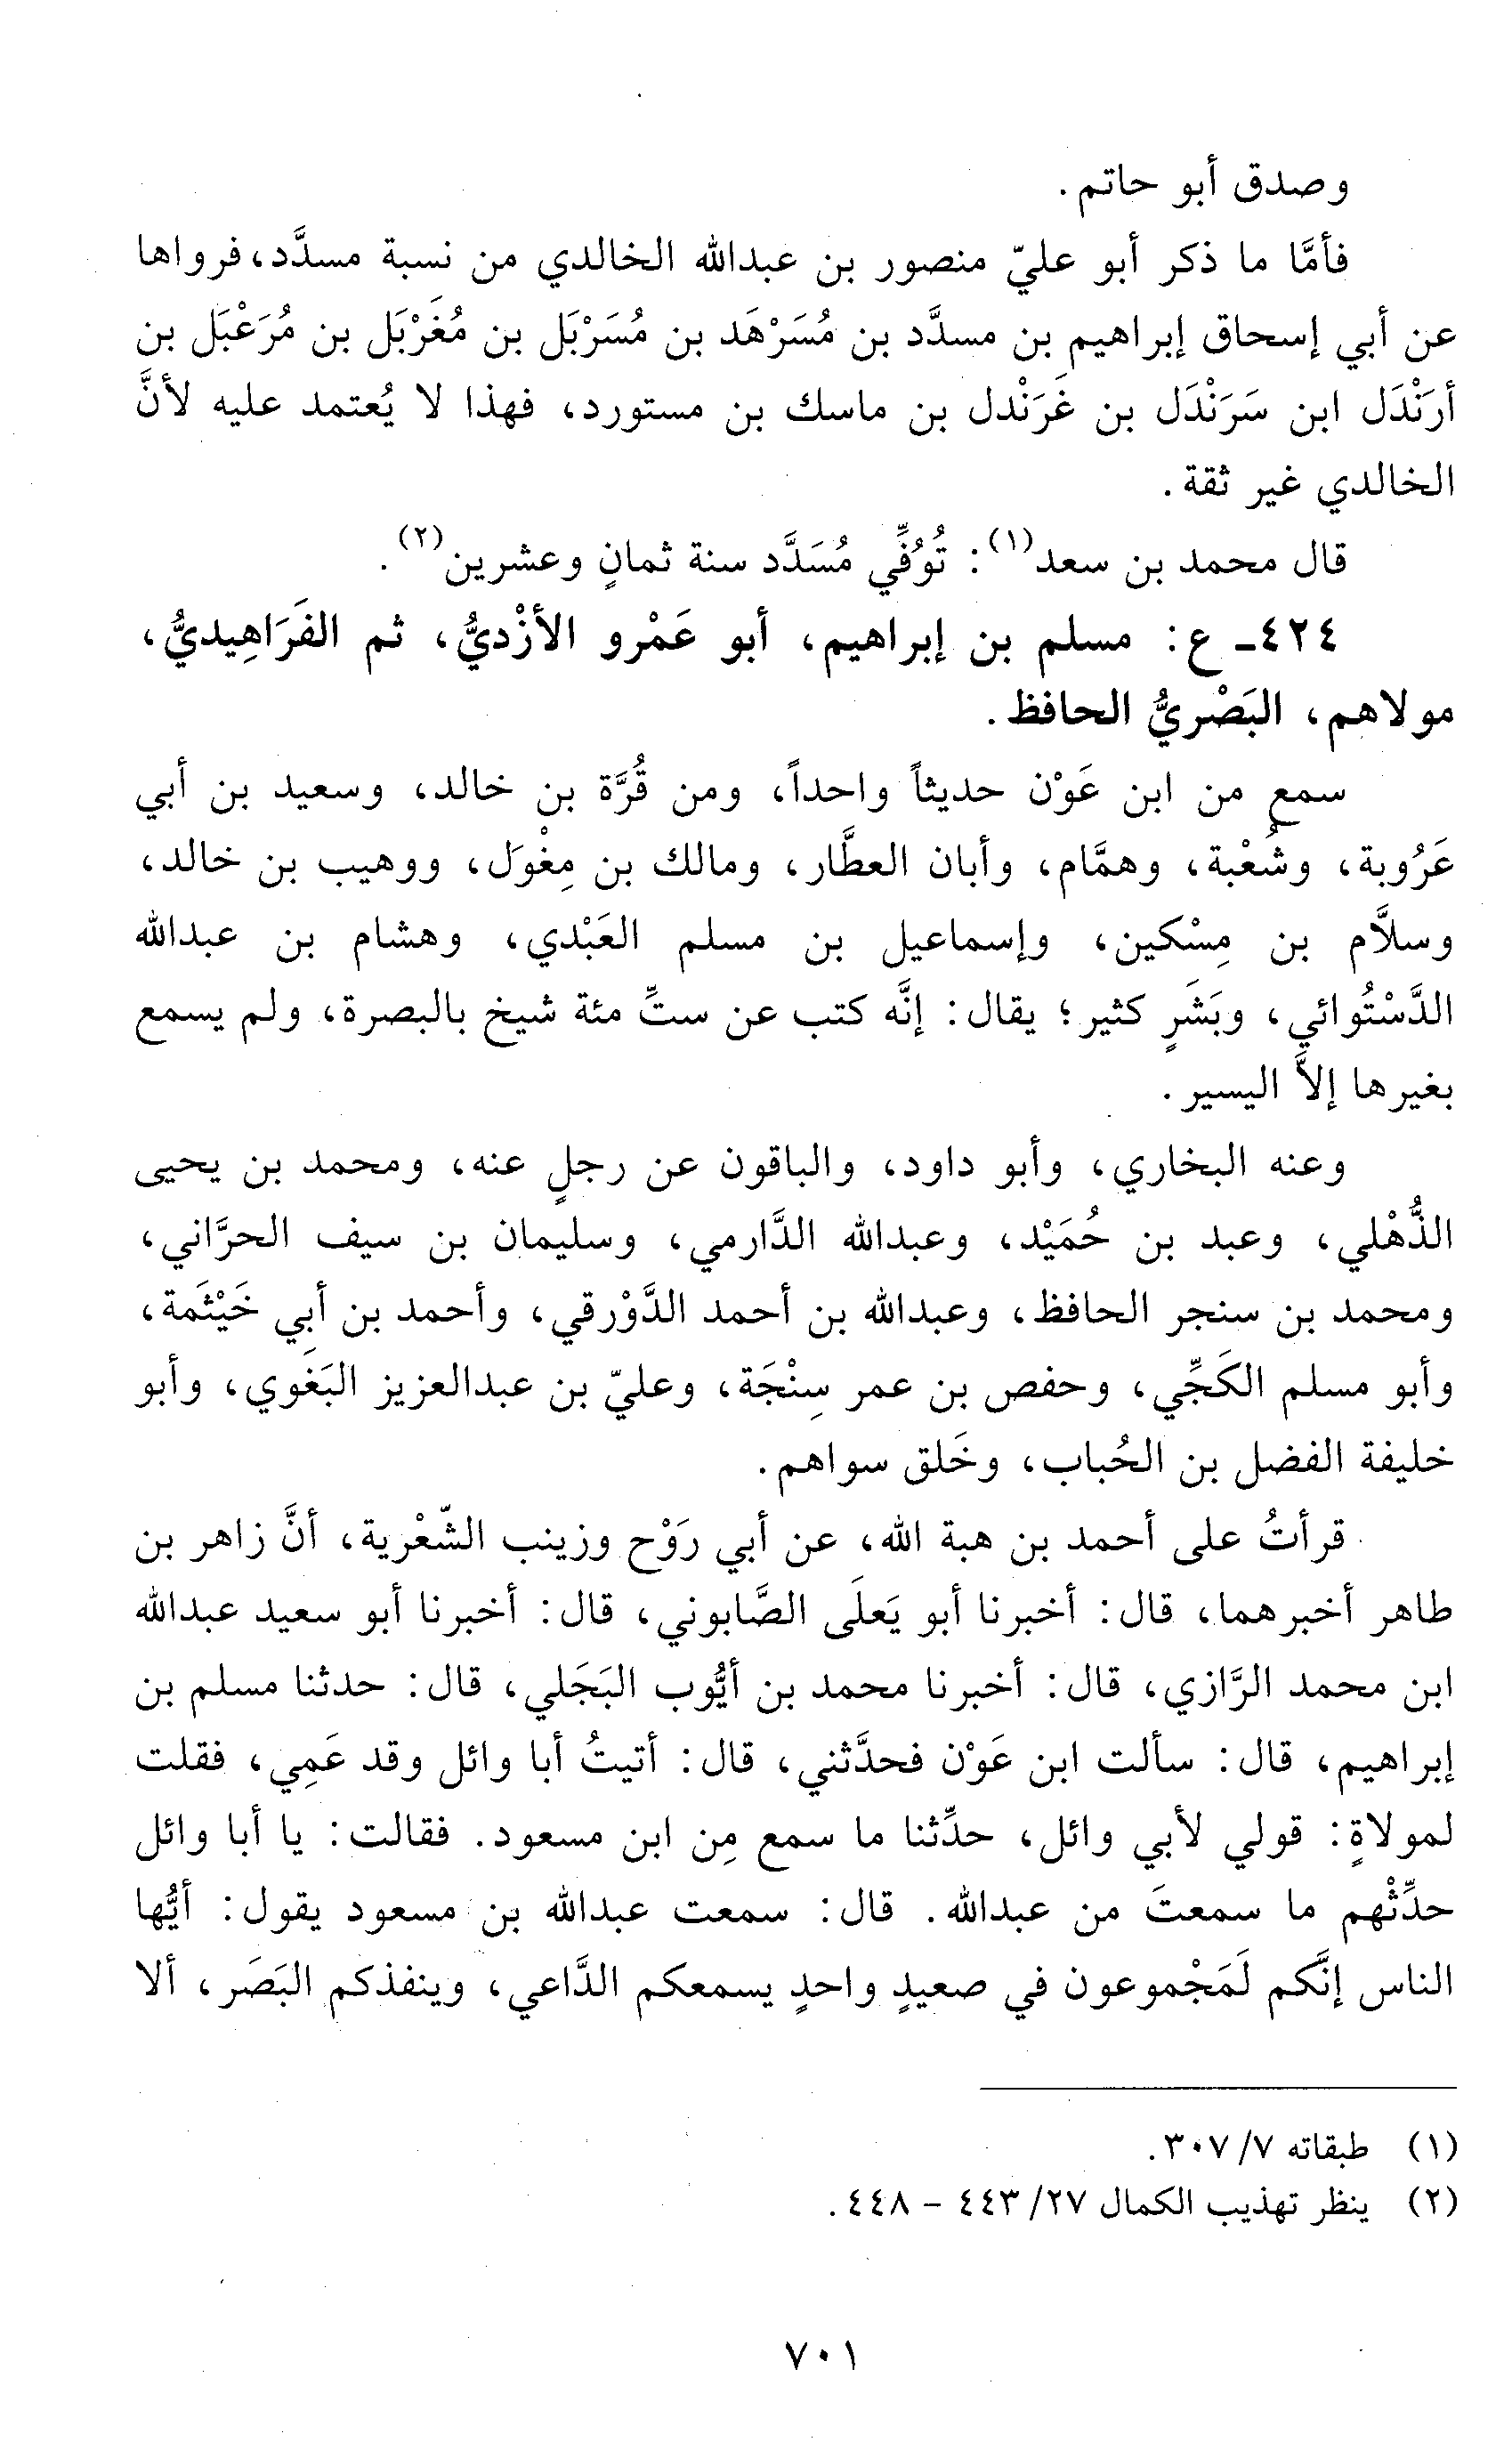 وصدق أبو حاتم.
فأمَّا ما ذكر أبو عليّ منصور بن عبدالله الخالدي من نسبة مسدَّد، فرواها
عن أبي إسحاق إبراهيم بن مسدَّد بن مُسَرْهَد بن مُسَرْبَل بن مُغَرْبَل بن مُرَعْبَل بن
أرَنْدَل ابن سَرَنْدَل بن غَرَنْدل بن ماسك بن مستورد، فهذا لا يُعتمد عليه لأنَّ
الخالدي غير ثقة.
قال محمد بن سعد(١): تُوُفِّي مُسَدَّد سنة ثمانٍ وعشرين(٢).
٤٢٤ـ ع: مسلم بن إبراهيم، أبو عَمْرو الأزْديُّ، ثم الفَرَاهِيديُّ،
مولاهم، البَصْريُّ الحافظ.
سمع من ابن عَوْن حديثاً واحداً، ومن قُرَّة بن خالد، وسعيد بن أبي
عَرُوبة، وشُعْبة، وهمَّام، وأبان العطَّار، ومالك بن مِغْوَل، ووهيب بن خالد،
وسلاَّم بن مِسْكين، وإسماعيل بن مسلم العَبْدي، وهشام بن عبدالله
الدَّسْتُوائي، وبَشَرٍ كثير؛ يقال: إنَّه كتب عن ستِّ مئة شيخ بالبصرة، ولم يسمع
بغيرها إلاَّ اليسير.
وعنه البخاري، وأبو داود، والباقون عن رجلٍ عنه، ومحمد بن يحيى
الذُّهْلي، وعبد بن حُمَيْد، وعبدالله الدَّارمي، وسليمان بن سيف الحرَّاني،
ومحمد بن سنجر الحافظ، وعبدالله بن أحمد الدَّوْرقي، وأحمد بن أبي خَيْثَمة،
وأبو مسلم الكَجِّي، وحفص بن عمر سِنْجَة، وعليّ بن عبدالعزيز البَغَوي، وأبو
خليفة الفضل بن الحُباب، وخَلق سواهم.
قرأتُ على أحمد بن هبة الله، عن أبي رَوْح وزينب الشّعْرية، أنَّ زاهر بن
طاهر أخبرهما، قال: أخبرنا أبو يَعلَى الصَّابوني، قال: أخبرنا أبو سعيد عبدالله
ابن محمد الرَّازي، قال: أخبرنا محمد بن أيُّوب البَجَلي، قال: حدثنا مسلم بن
إبراهيم، قال: سألت ابن عَوْن فحدَّثني، قال: أتيتُ أبا وائل وقد عَمِي، فقلت
لمولاةٍ: قولي لأبي وائل، حدِّثنا ما سمع مِن ابن مسعود. فقالت: يا أبا وائل
حدِّثْهم ما سمعتَ من عبدالله. قال: سمعت عبدالله بن مسعود يقول: أيُّها
الناس إنَّكم لَمَجْموعون في صعيدٍ واحدٍ يسمعكم الدَّاعي، وينفذكم البَصَر، ألا
(١) طبقاته ٧/ ٣٠٧.
(٢) ينظر تهذيب الكمال ٢٧/ ٤٤٣ - ٤٤٨.
٧٠١